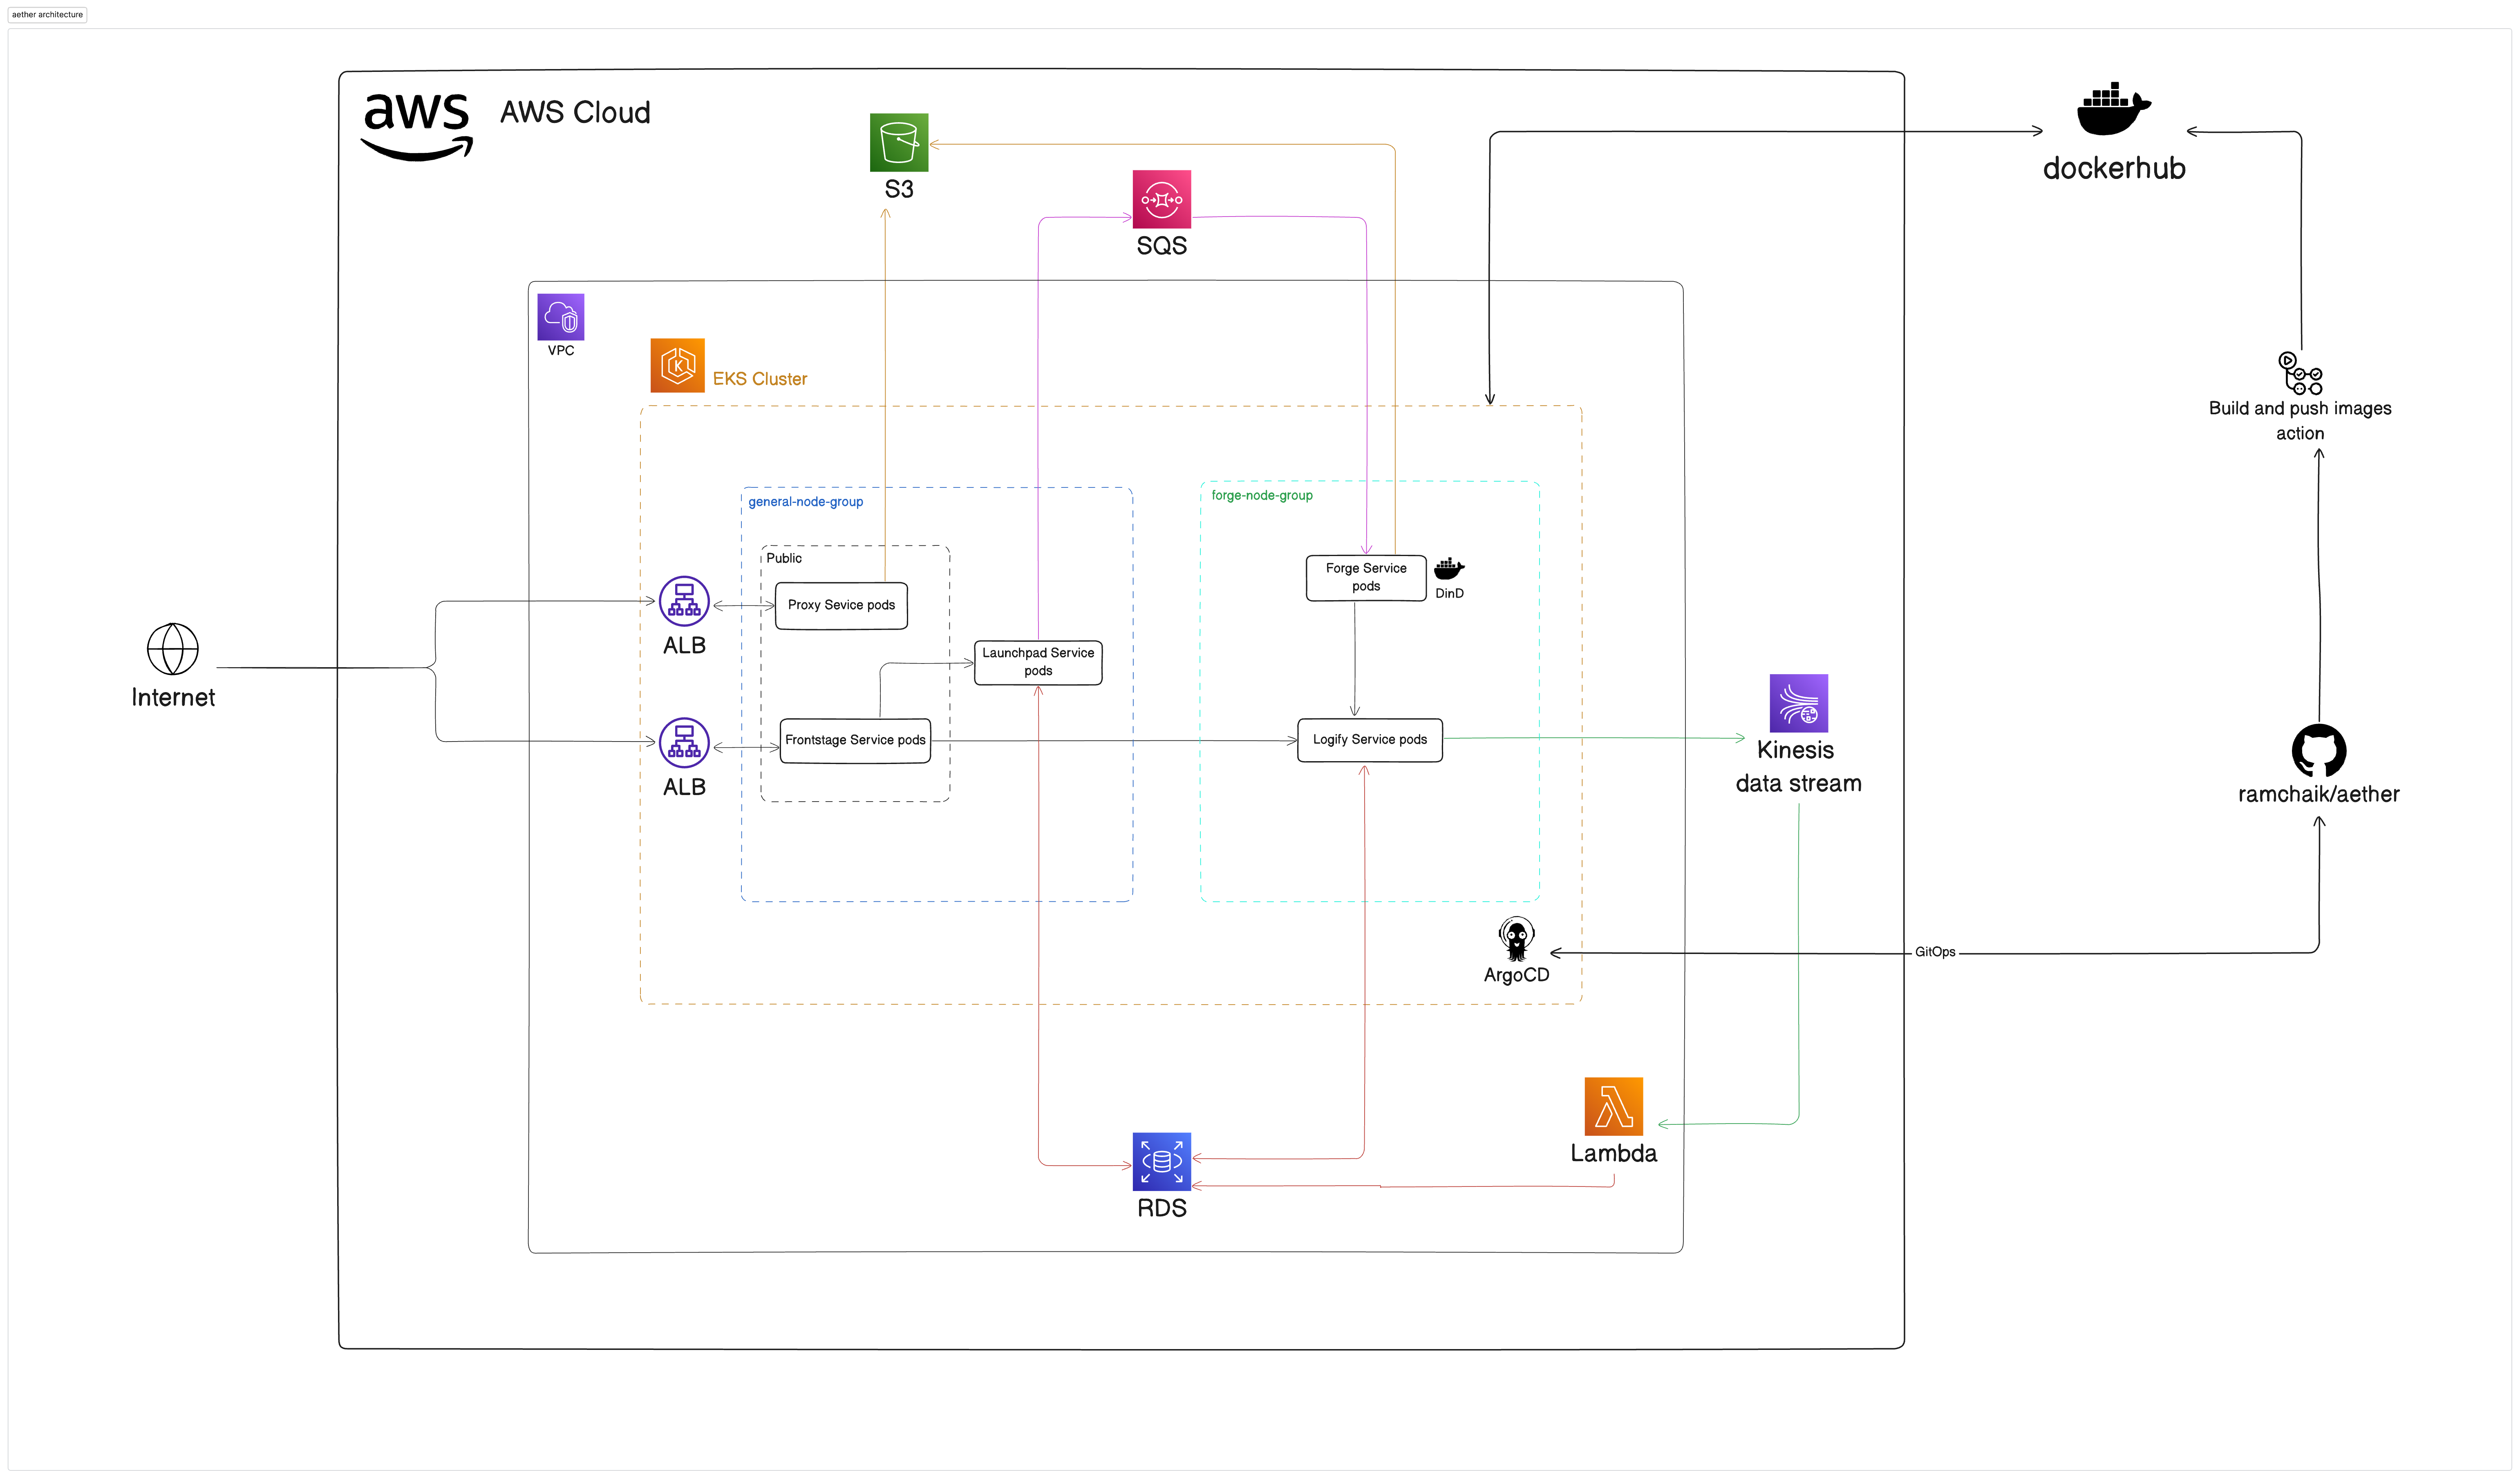 aether architecture
aws
AWS Cloud
S3
SQS
dockerhub
VPC
K
EKS Cluster
Build and push images
action
general-node-group
forge-node-group
Public
Proxy Sevice pods
ALB
Forge Service
pods
DinD
Launchpad Service
pods
Internet
Frontstage Service pods
ALB
Logify Service pods
Kinesis
data stream
ramchaik/aether
ArgoCD
GitOps
Lambda
RDS